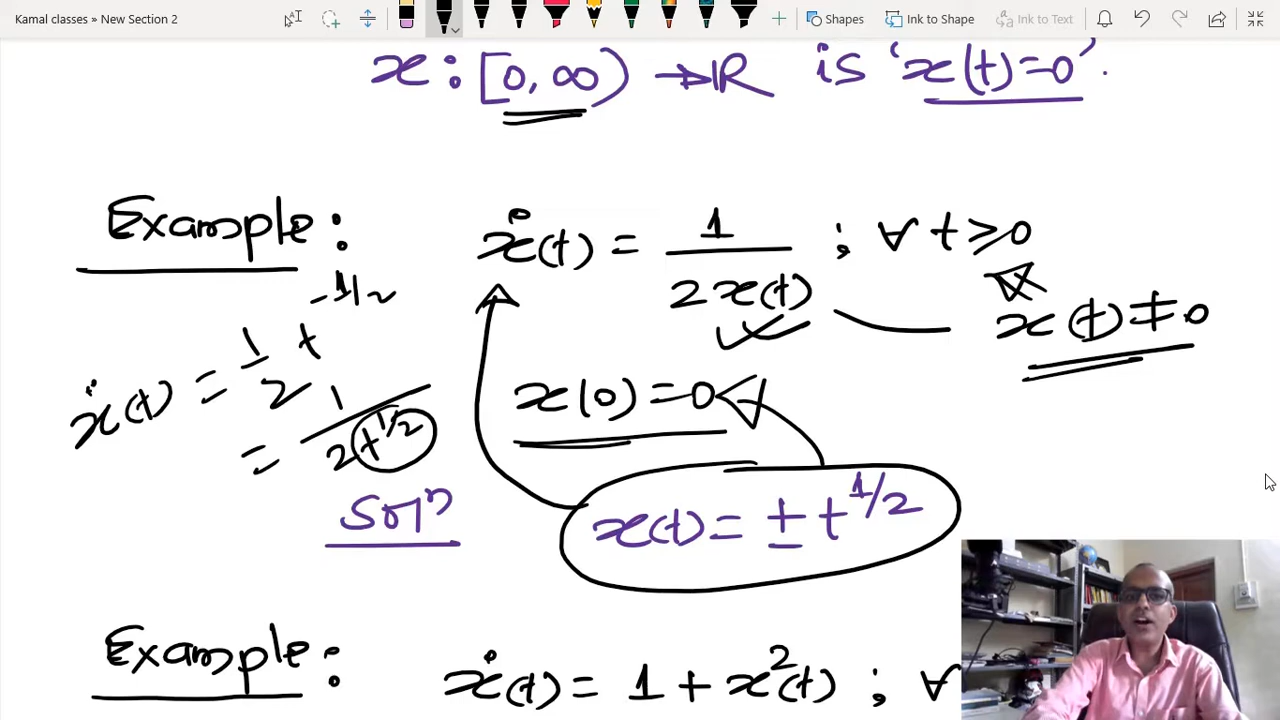 Kamal classes » New Section 2
Shapes
Ink to Shape
Ink to Text
x : [0, ∞) → ℝ is ‘x(t)=0’.
Example: ẋ(t) = 1/(2x(t)) ; ∀ t ≥ 0
x(t) ≠ 0
ẋ(t) = 1/2 t^(-1/2)
= 1/(2t^(1/2))
x(0) = 0
Solⁿ x(t) = ± t^(1/2)
Example: ẋ(t) = 1 + x²(t) ; ∀